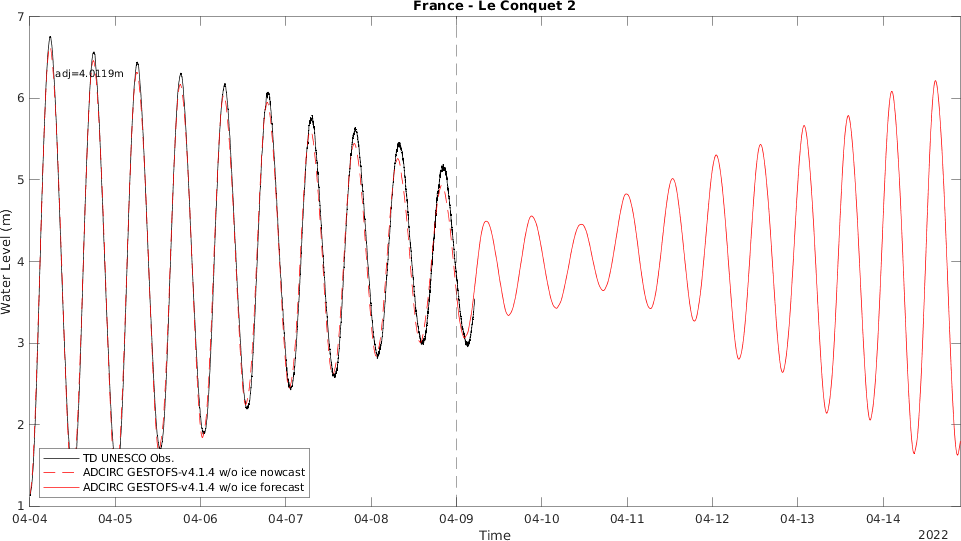 France - Le Conquet 2
7
6
5
4
3
2
1
Water Level (m)
adj=4.0119m
TD UNESCO Obs.
ADCIRC GESTOFS-v4.1.4 w/o ice nowcast
ADCIRC GESTOFS-v4.1.4 w/o ice forecast
04-04 04-05 04-06 04-07 04-08 04-09 04-10 04-11 04-12 04-13 04-14
Time
2022